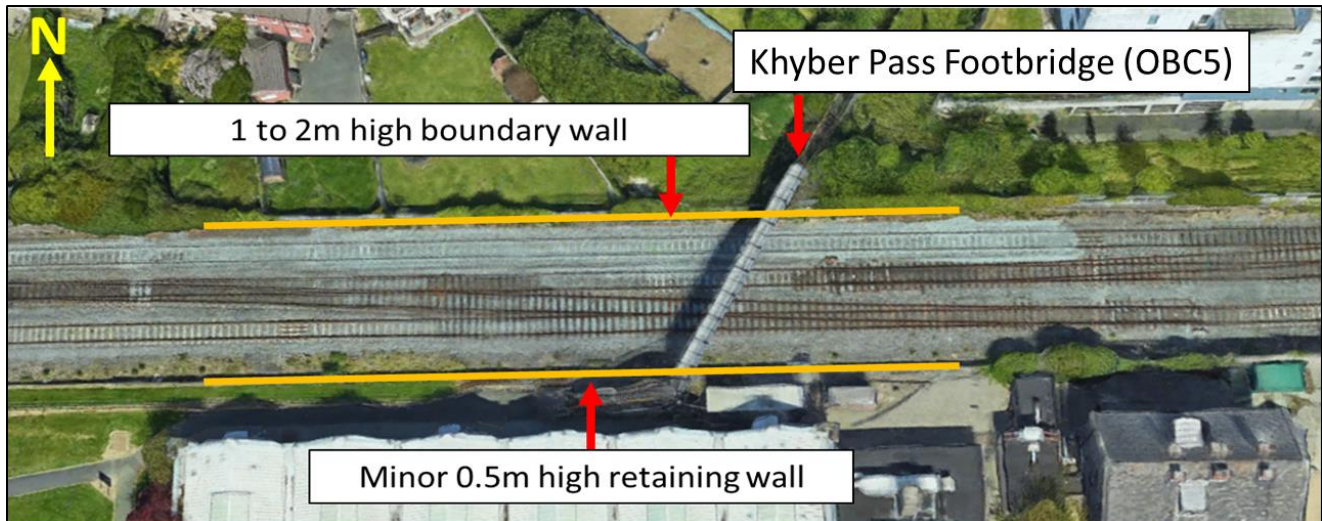 N
Khyber Pass Footbridge (OBC5)
1 to 2m high boundary wall
Minor 0.5m high retaining wall